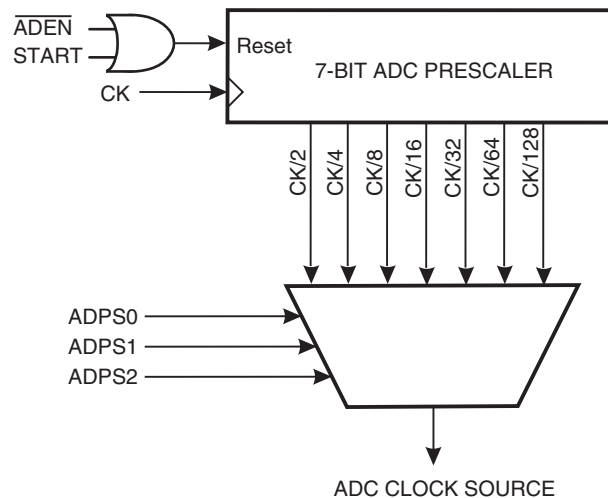 ADEN
START
Reset
7-BIT ADC PRESCALER
CK
CK/2
CK/4
CK/8
CK/16
CK/32
CK/64
CK/128
ADPS0
ADPS1
ADPS2
ADC CLOCK SOURCE